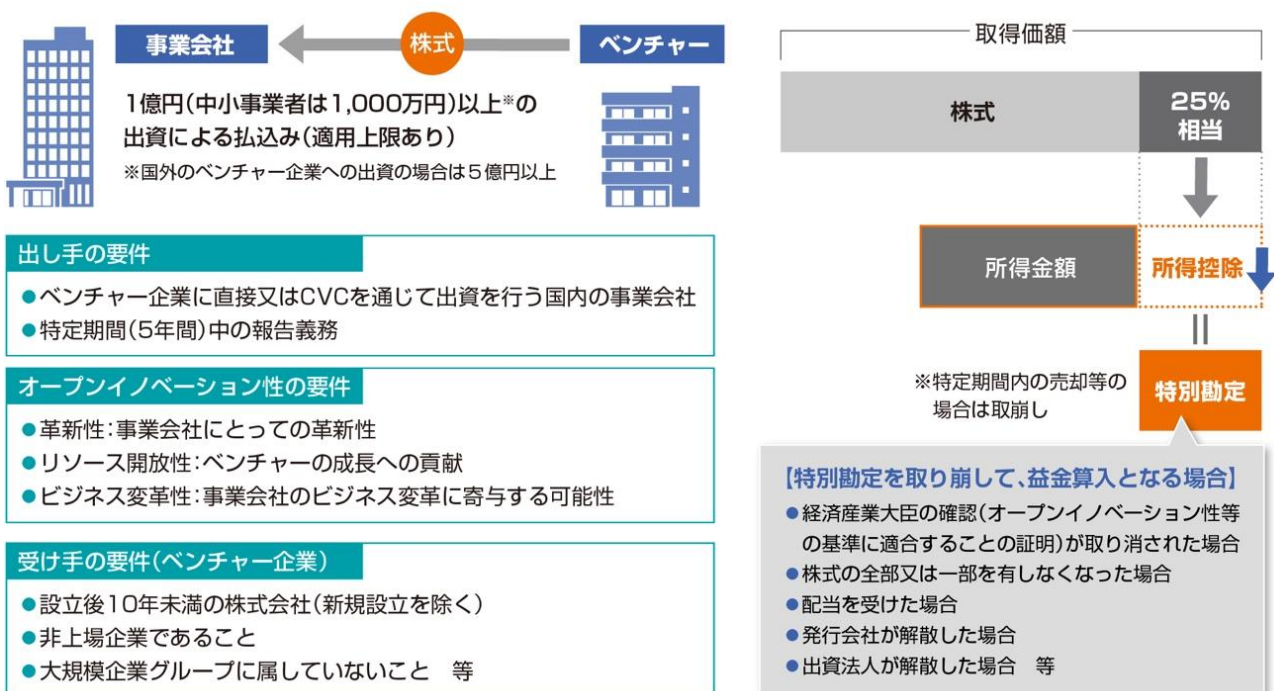 事業会社
株式
ベンチャー
1億円(中小事業者は1,000万円)以上※の
出資による払込み(適用上限あり)
※国外のベンチャー企業への出資の場合は5億円以上
出し手の要件
●ベンチャー企業に直接又はCVCを通じて出資を行う国内の事業会社
●特定期間(5年間)中の報告義務
オープンイノベーション性の要件
●革新性:事業会社にとっての革新性
●リソース開放性:ベンチャーの成長への貢献
●ビジネス変革性:事業会社のビジネス変革に寄与する可能性
受け手の要件(ベンチャー企業)
●設立後10年未満の株式会社(新規設立を除く)
●非上場企業であること
●大規模企業グループに属していないこと 等
取得価額
株式
25%
相当
所得金額
所得控除
※特定期間内の売却等の
場合は取崩し
特別勘定
【特別勘定を取り崩して、益金算入となる場合】
●経済産業大臣の確認(オープンイノベーション性等
の基準に適合することの証明)が取り消された場合
●株式の全部又は一部を有しなくなった場合
●配当を受けた場合
●発行会社が解散した場合
●出資法人が解散した場合 等